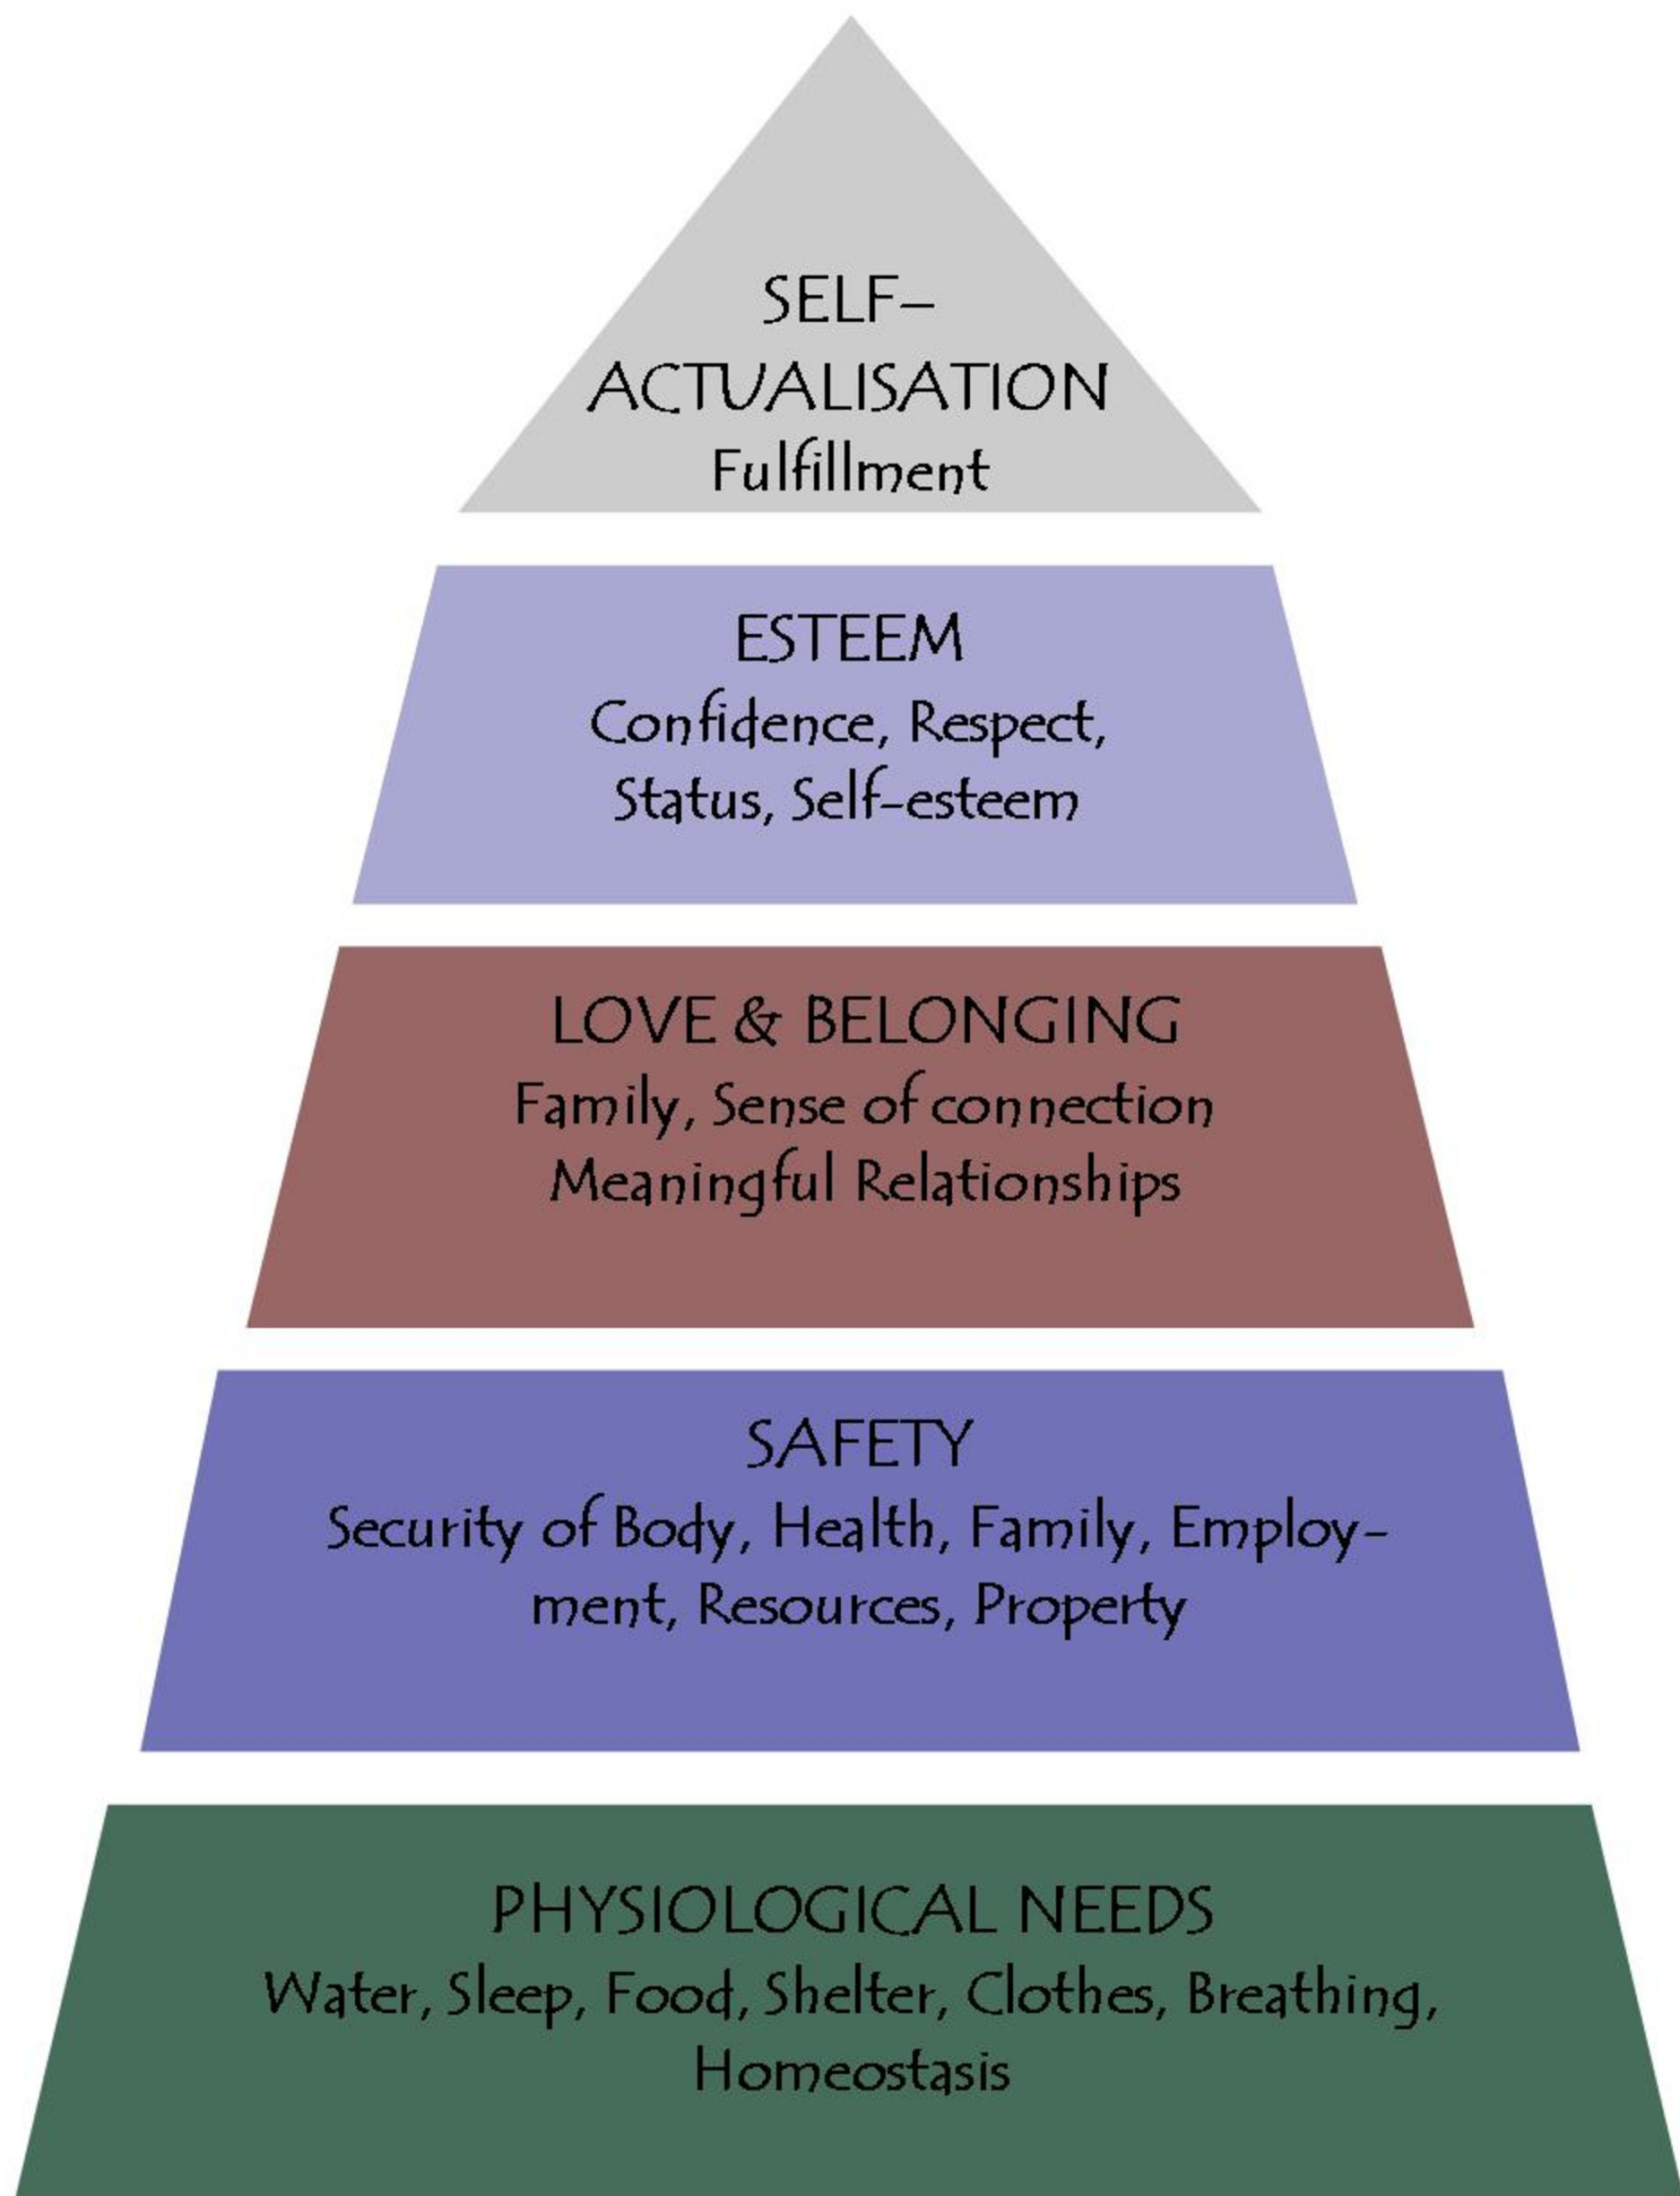 SELF-
ACTUALISATION
Fulfillment
ESTEEM
Confidence, Respect,
Status, Self-esteem
LOVE & BELONGING
Family, Sense of connection
Meaningful Relationships
SAFETY
Security of Body, Health, Family, Employ-
ment, Resources, Property
PHYSIOLOGICAL NEEDS
Water, Sleep, Food, Shelter, Clothes, Breathing,
Homeostasis